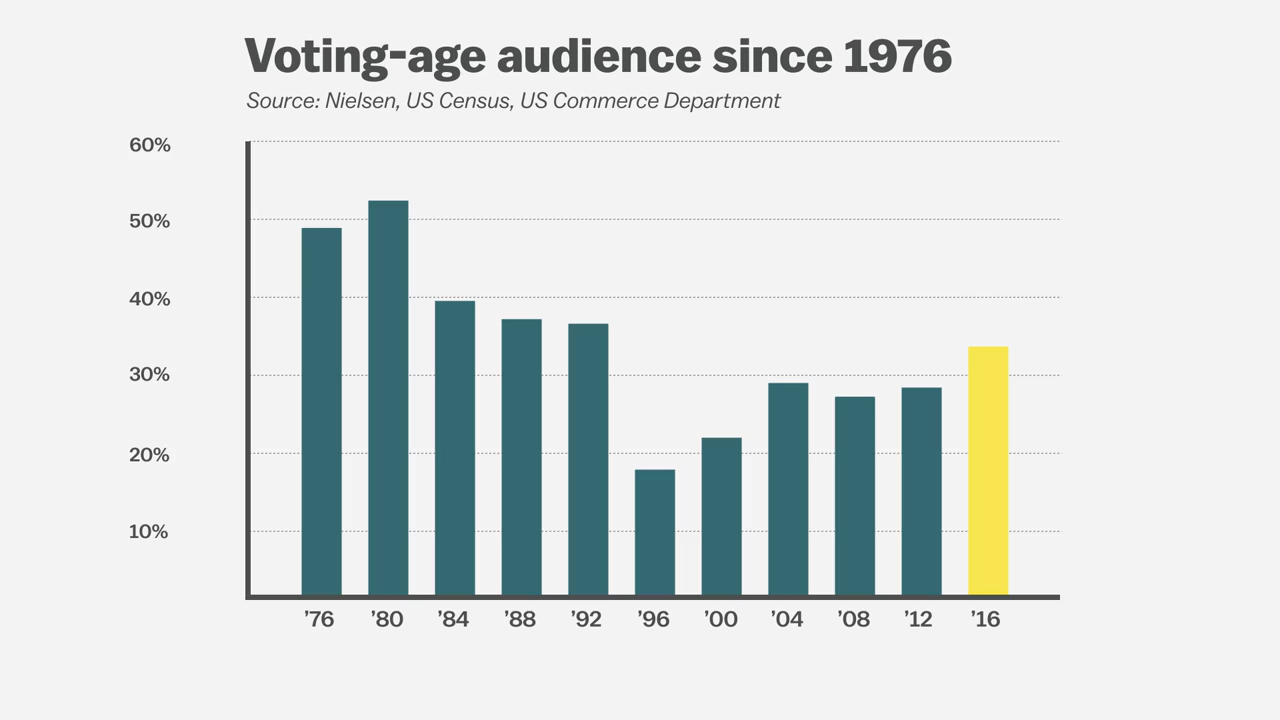 Voting-age audience since 1976
Source: Nielsen, US Census, US Commerce Department
60%
50%
40%
30%
20%
10%
’76 ’80 ’84 ’88 ’92 ’96 ’00 ’04 ’08 ’12 ’16